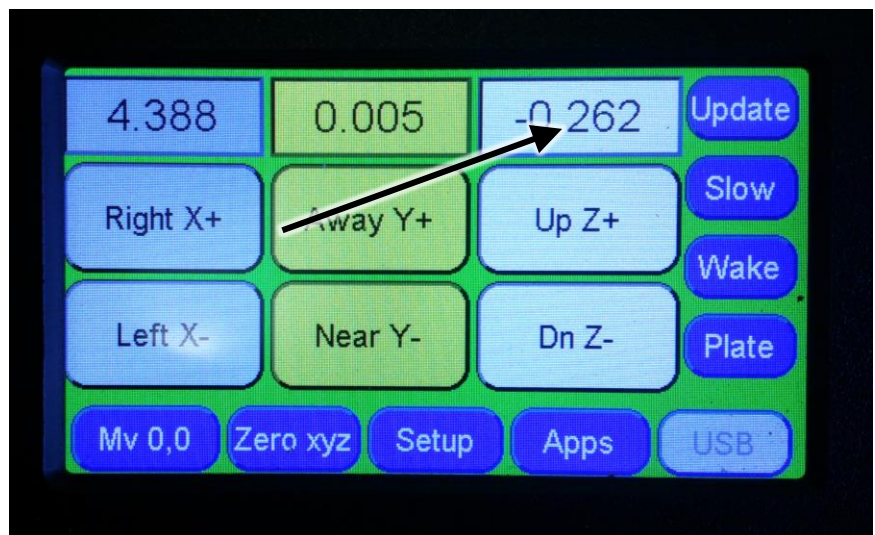 4.388 0.005 -0.262 Update
Slow
Right X+ Away Y+ Up Z+
Wake
Left X- Near Y- Dn Z- Plate
Mv 0,0 Zero xyz Setup Apps USB